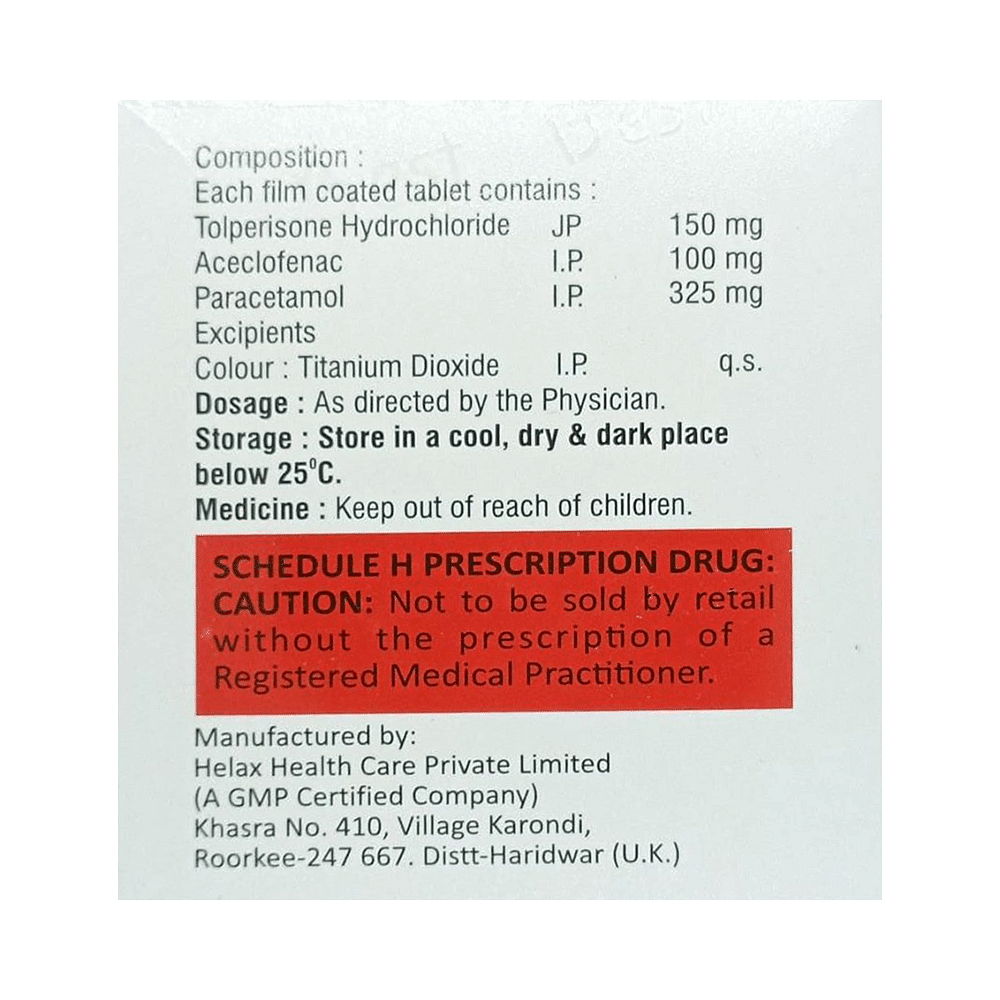 Composition :
Each film coated tablet contains :
Tolperisone Hydrochloride JP 150 mg
Aceclofenac I.P. 100 mg
Paracetamol I.P. 325 mg
Excipients
Colour : Titanium Dioxide I.P. q.s.
Dosage : As directed by the Physician.
Storage : Store in a cool, dry & dark place
below 25⁰C.
Medicine : Keep out of reach of children.
SCHEDULE H PRESCRIPTION DRUG:
CAUTION: Not to be sold by retail
without the prescription of a
Registered Medical Practitioner.
Manufactured by:
Helax Health Care Private Limited
(A GMP Certified Company)
Khasra No. 410, Village Karondi,
Roorkee-247 667. Distt-Haridwar (U.K.)